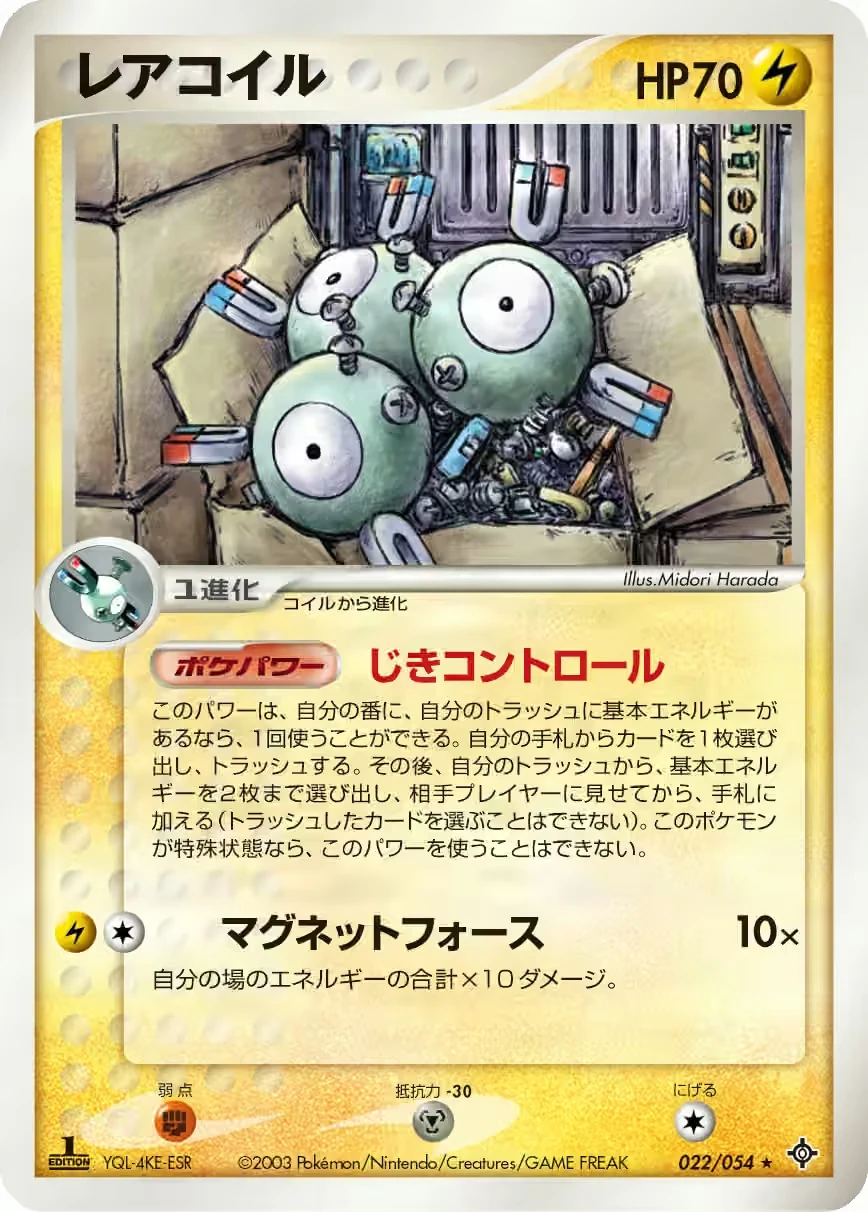 レアコイル
HP70
Illus.Midori Harada
1進化
コイルから進化
ポケパワー じきコントロール
このパワーは、自分の番に、自分のトラッシュに基本エネルギーが
あるなら、1回使うことができる。自分の手札からカードを1枚選び
出し、トラッシュする。その後、自分のトラッシュから、基本エネル
ギーを2枚まで選び出し、相手プレイヤーに見せてから、手札に
加える(トラッシュしたカードを選ぶことはできない)。このポケモン
が特殊状態なら、このパワーを使うことはできない。
マグネットフォース 10×
自分の場のエネルギーの合計×10ダメージ。
弱点 抵抗力 -30 にげる
1 EDITION YQL-4KE-ESR ©2003 Pokémon/Nintendo/Creatures/GAME FREAK 022/054 ★